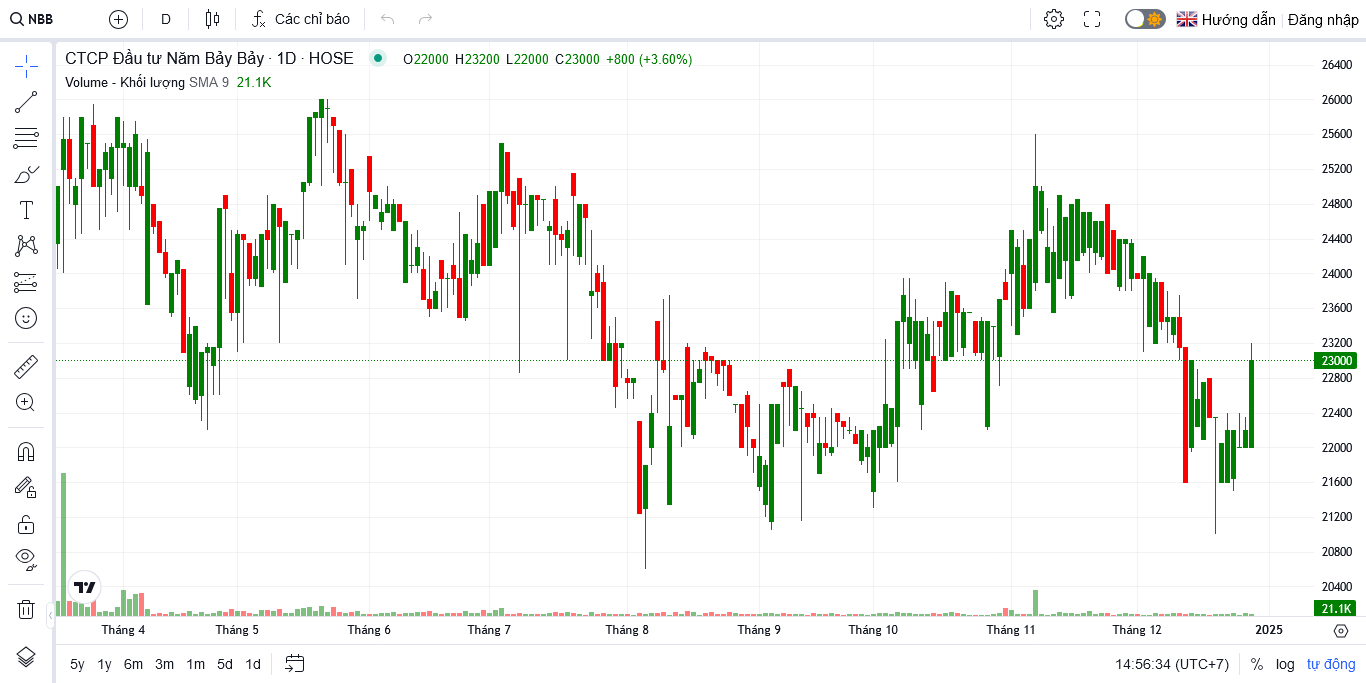 NBB D Các chỉ báo Hướng dẫn Đăng nhập
CTCP Đầu tư Năm Bảy Bảy · 1D · HOSE O22000 H23200 L22000 C23000 +800 (+3.60%)
Volume - Khối lượng SMA 9 21.1K
26400
26000
25600
25200
24800
24400
24000
23600
23200
23000
22800
22400
22000
21600
21200
20800
20400
21.1K
Tháng 4 Tháng 5 Tháng 6 Tháng 7 Tháng 8 Tháng 9 Tháng 10 Tháng 11 Tháng 12 2025
5y 1y 6m 3m 1m 5d 1d 14:56:34 (UTC+7) % log tự động